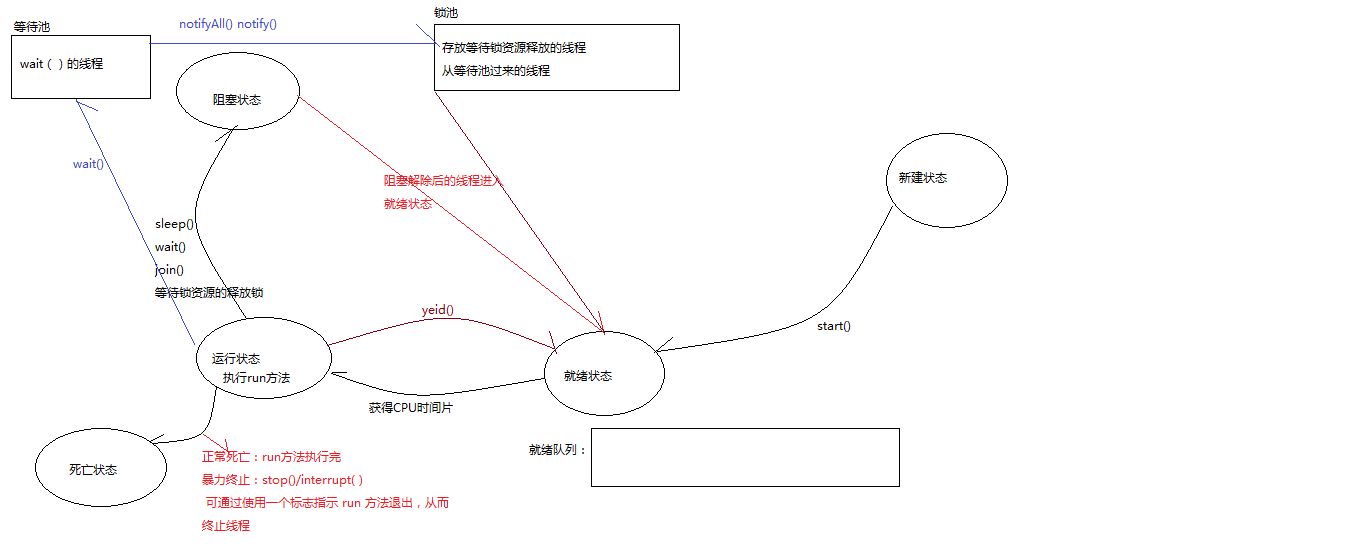 等待池
notifyAll() notify()
锁池
wait（ ）的线程
存放等待锁资源释放的线程
从等待池过来的线程
阻塞状态
wait()
阻塞解除后的线程进入
就绪状态
新建状态
sleep()
wait()
join()
等待锁资源的释放锁
yeid()
start()
运行状态
执行run方法
就绪状态
获得CPU时间片
死亡状态
正常死亡：run方法执行完
暴力终止：stop()/interrupt( )
可通过使用一个标志指示 run 方法退出，从而
终止线程
就绪队列：